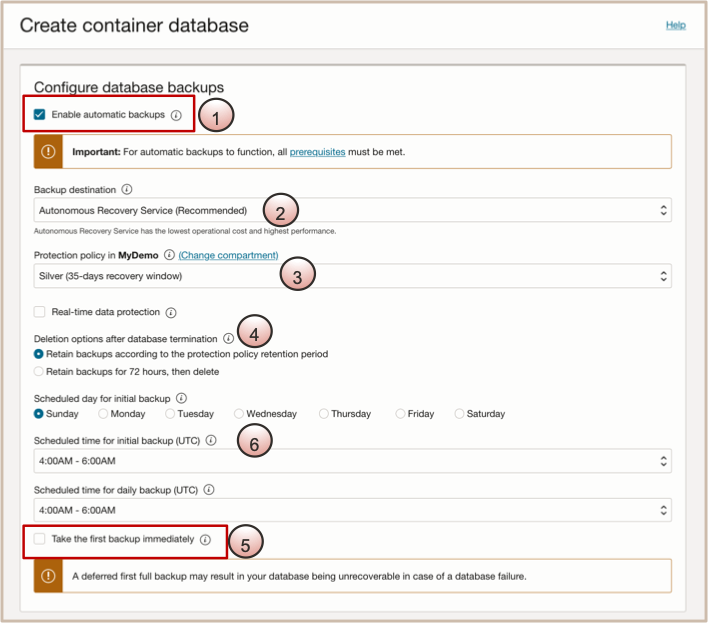 Create container database
Help
Configure database backups
Enable automatic backups
1
Important: For automatic backups to function, all prerequisites must be met.
Backup destination
Autonomous Recovery Service (Recommended)
2
Autonomous Recovery Service has the lowest operational cost and highest performance.
Protection policy in MyDemo (Change compartment)
Silver (35-days recovery window)
3
Real-time data protection
4
Deletion options after database termination
Retain backups according to the protection policy retention period
Retain backups for 72 hours, then delete
Scheduled day for initial backup
Sunday Monday Tuesday Wednesday Thursday Friday Saturday
Scheduled time for initial backup (UTC)
6
4:00AM - 6:00AM
Scheduled time for daily backup (UTC)
4:00AM - 6:00AM
Take the first backup immediately
5
A deferred first full backup may result in your database being unrecoverable in case of a database failure.